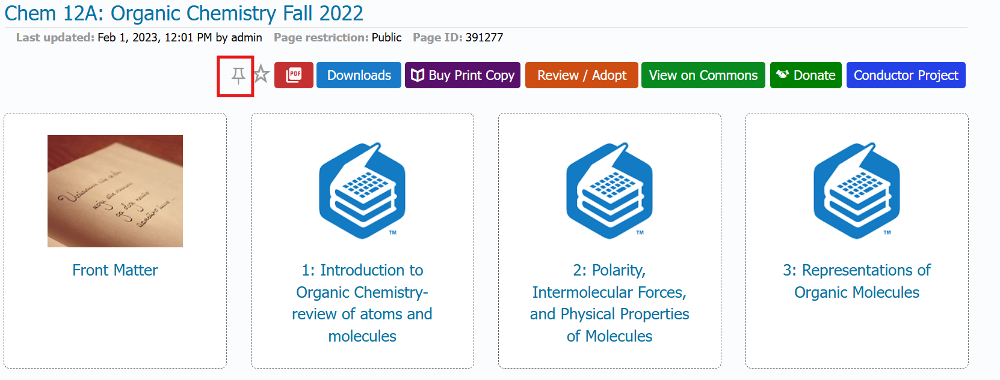 Chem 12A: Organic Chemistry Fall 2022
Last updated: Feb 1, 2023, 12:01 PM by admin Page restriction: Public Page ID: 391277
PDF Downloads Buy Print Copy Review / Adopt View on Commons Donate Conductor Project
Front Matter
1: Introduction to
Organic Chemistry-
review of atoms and
molecules
TM
2: Polarity,
Intermolecular Forces,
and Physical Properties
of Molecules
TM
3: Representations of
Organic Molecules
TM